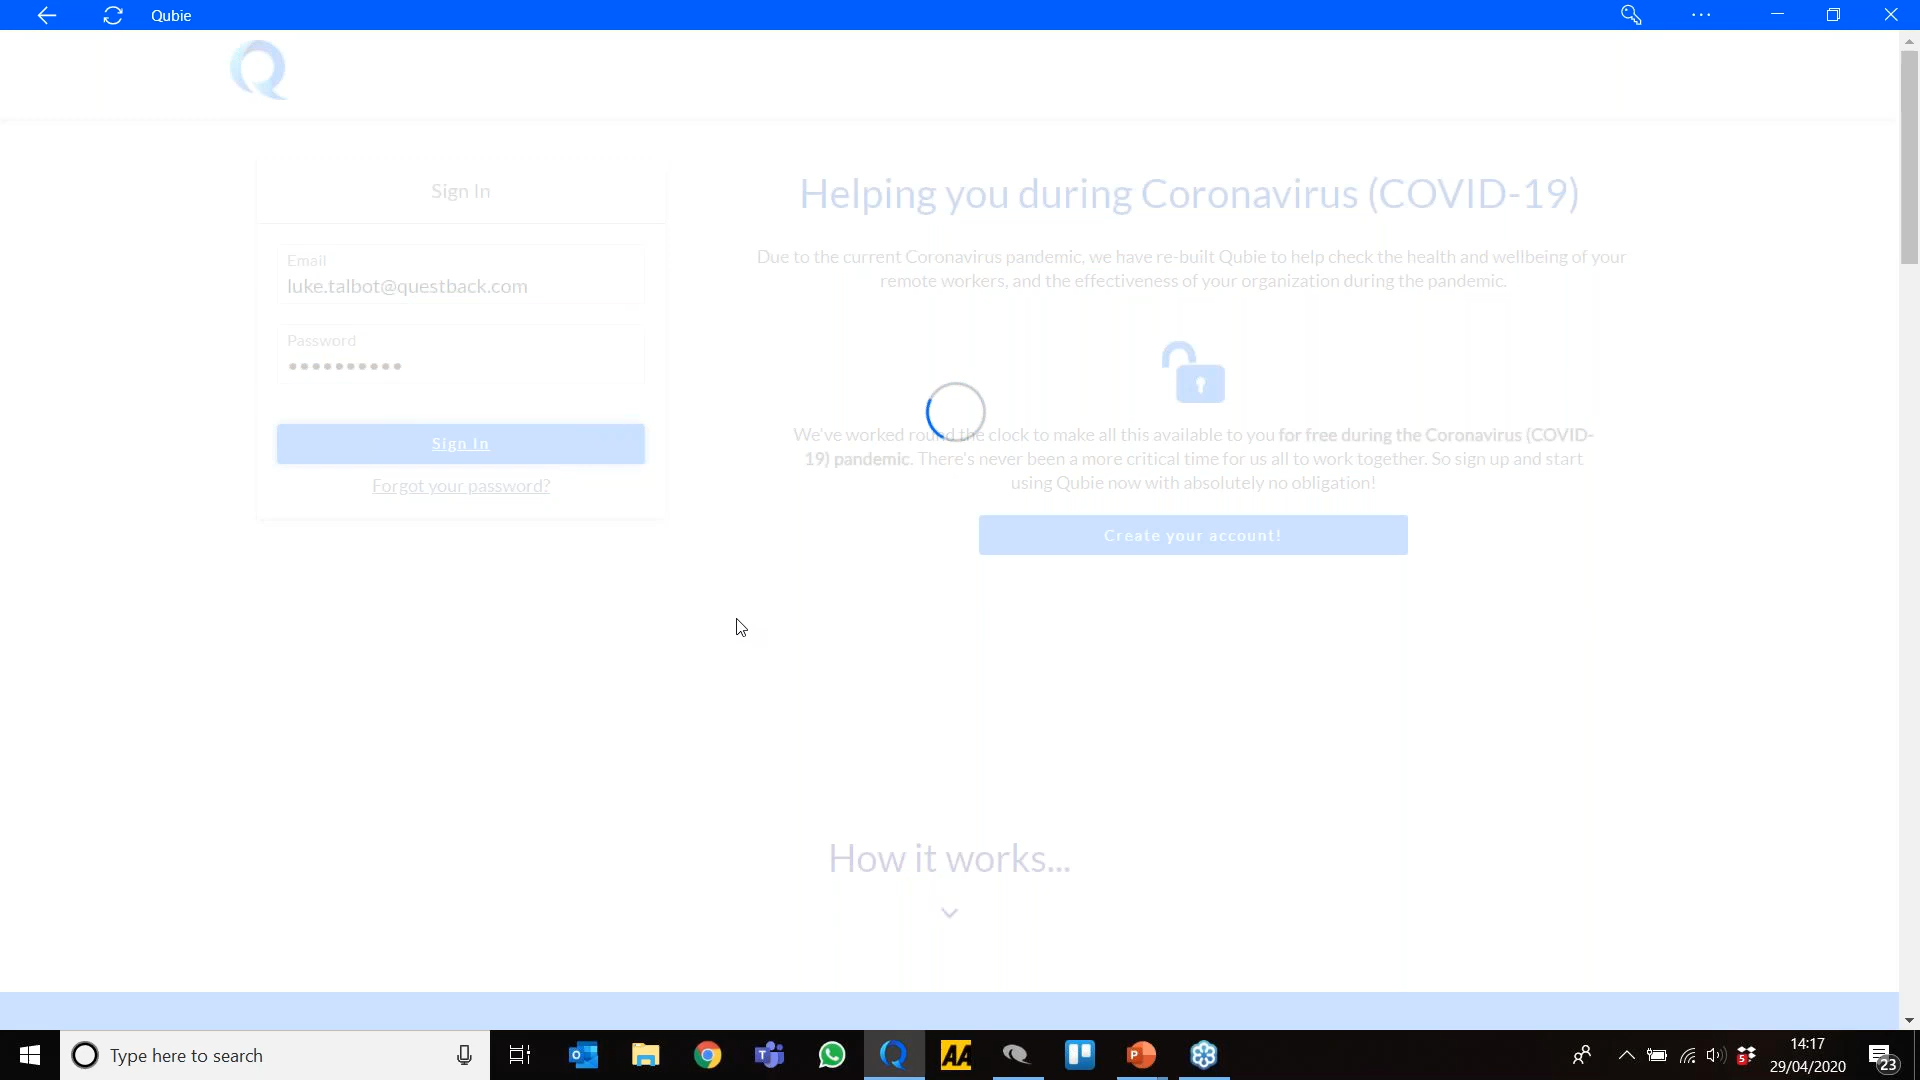 Qubie
Sign In
Email
luke.talbot@questback.com
Password
Sign In
Forgot your password?
Helping you during Coronavirus (COVID-19)
Due to the current Coronavirus pandemic, we have re-built Qubie to help check the health and wellbeing of your
remote workers, and the effectiveness of your organization during the pandemic.
We've worked round the clock to make all this available to you for free during the Coronavirus (COVID-
19) pandemic. There's never been a more critical time for us all to work together. So sign up and start
using Qubie now with absolutely no obligation!
Create your account!
How it works...
Type here to search
AA
14:17
29/04/2020
23